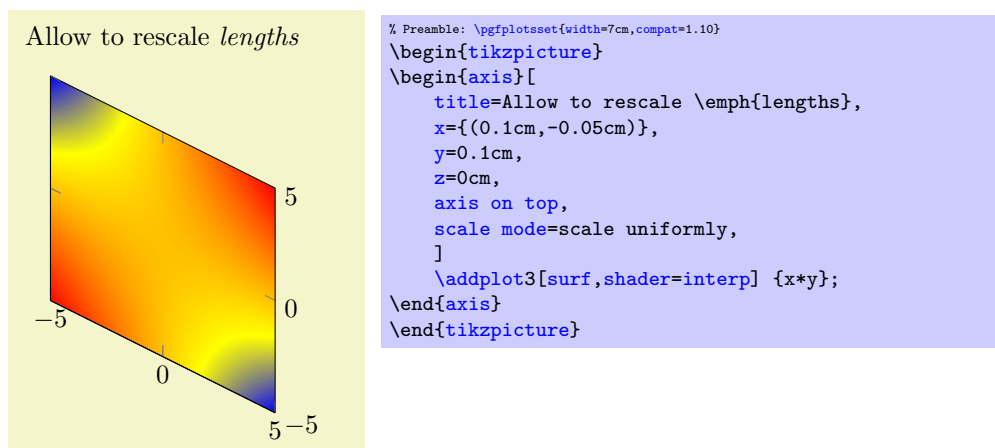 Allow to rescale lengths
5
0
−5
0
5 −5
% Preamble: \pgfplotsset{width=7cm,compat=1.10}
\begin{tikzpicture}
\begin{axis}[
    title=Allow to rescale \emph{lengths},
    x={(0.1cm,-0.05cm)},
    y=0.1cm,
    z=0cm,
    axis on top,
    scale mode=scale uniformly,
    ]
    \addplot3[surf,shader=interp] {x*y};
\end{axis}
\end{tikzpicture}